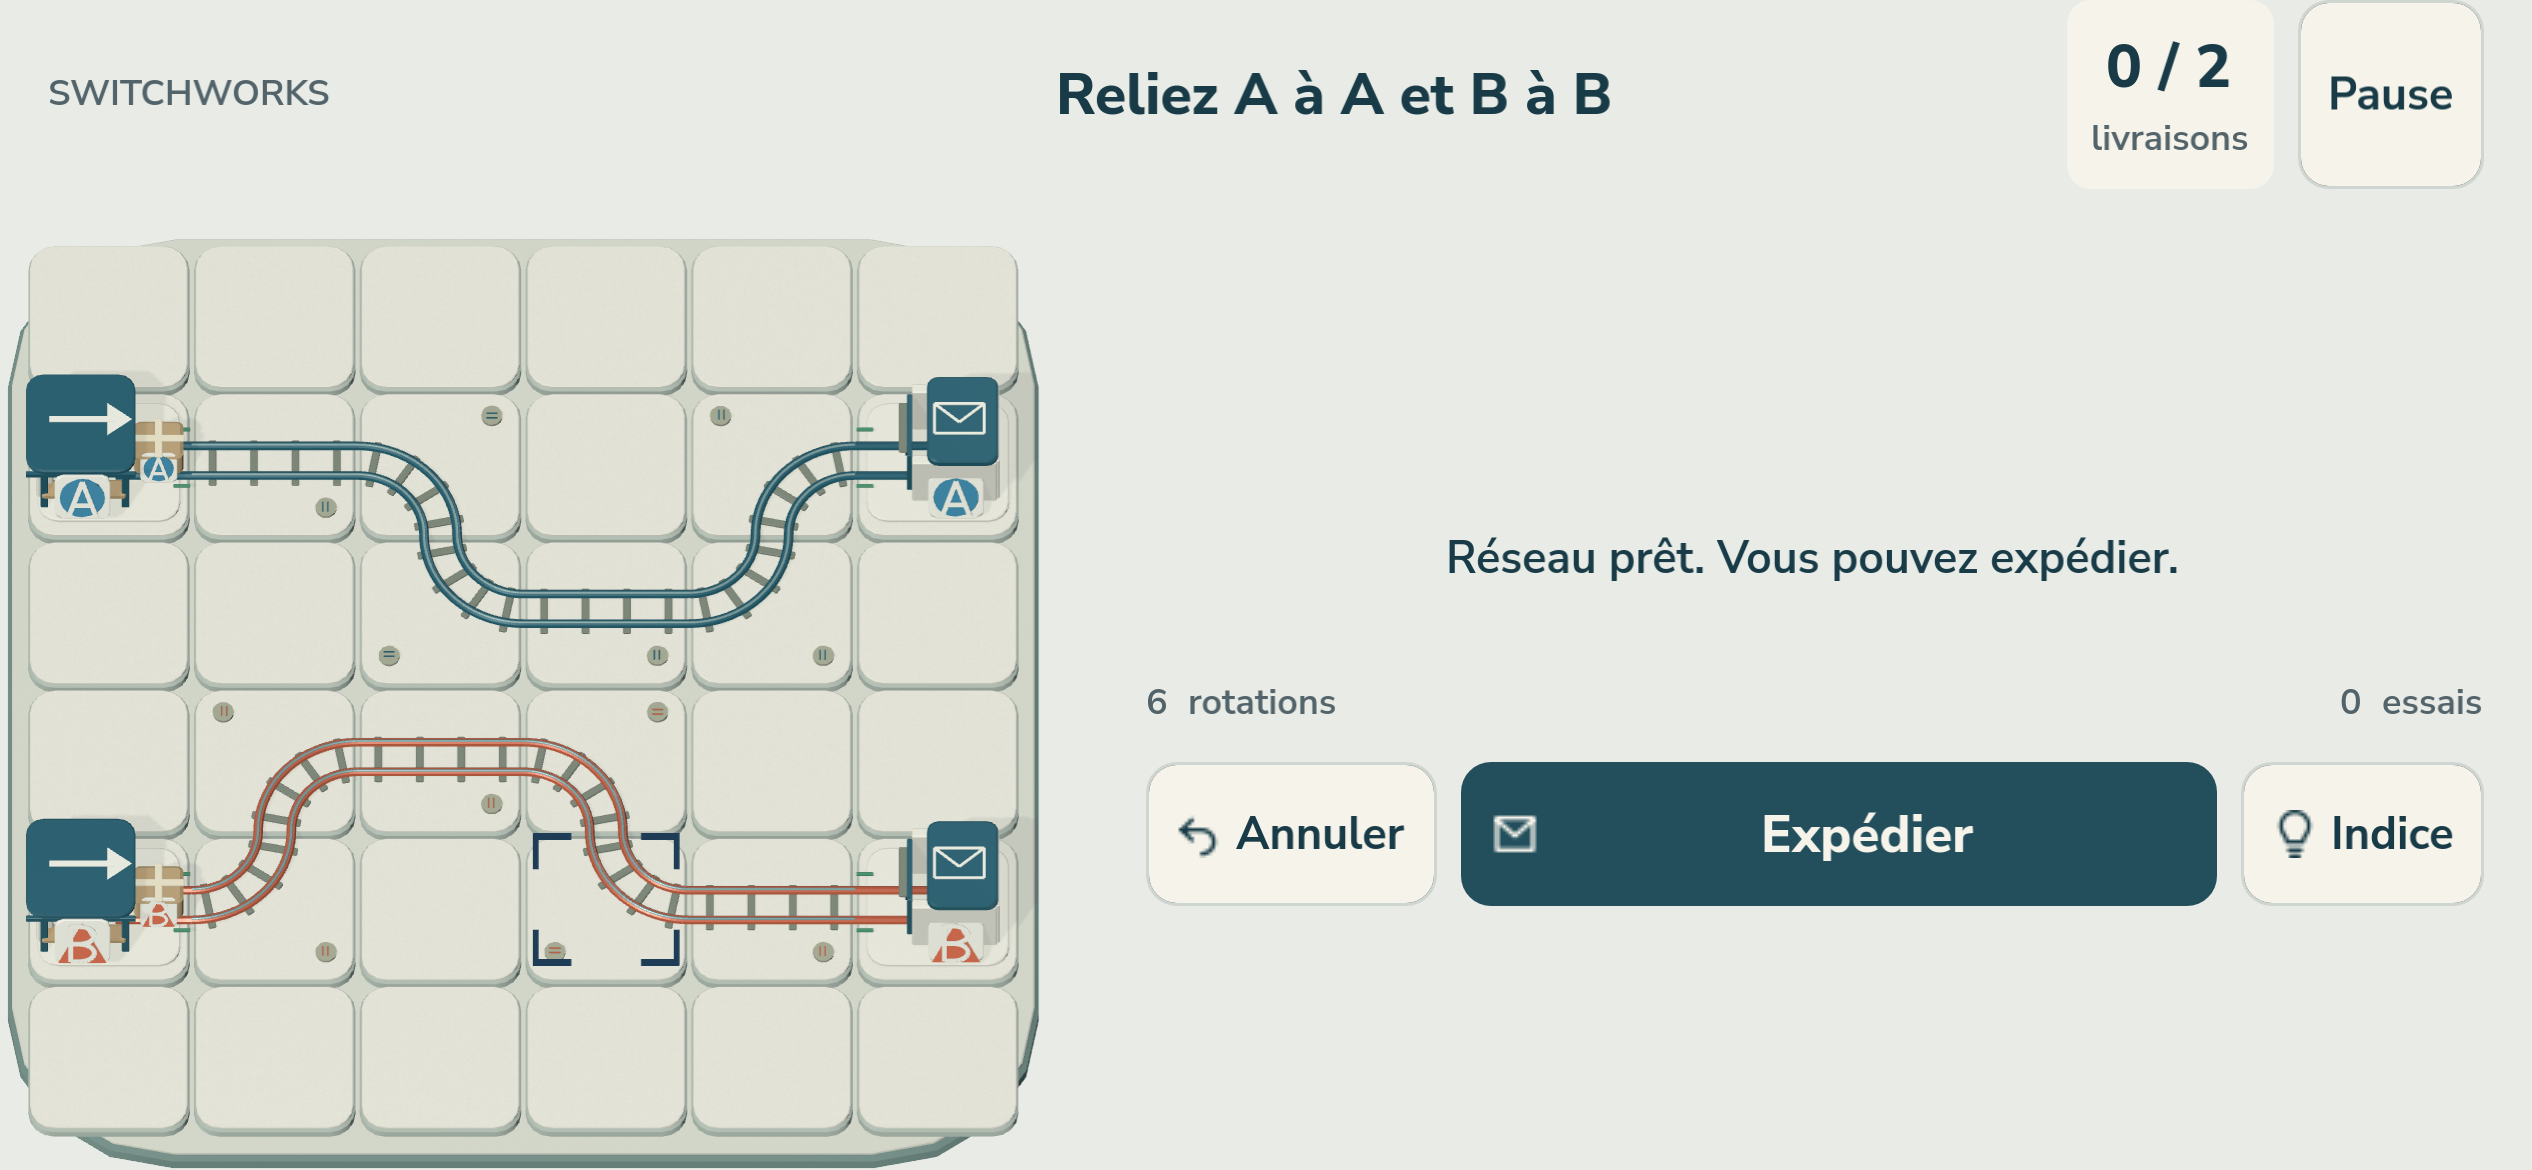 SWITCHWORKS
Reliez A à A et B à B
0 / 2
livraisons
Pause
A
A
A
Réseau prêt. Vous pouvez expédier.
6 rotations
0 essais
Annuler
Expédier
Indice
B
B
B